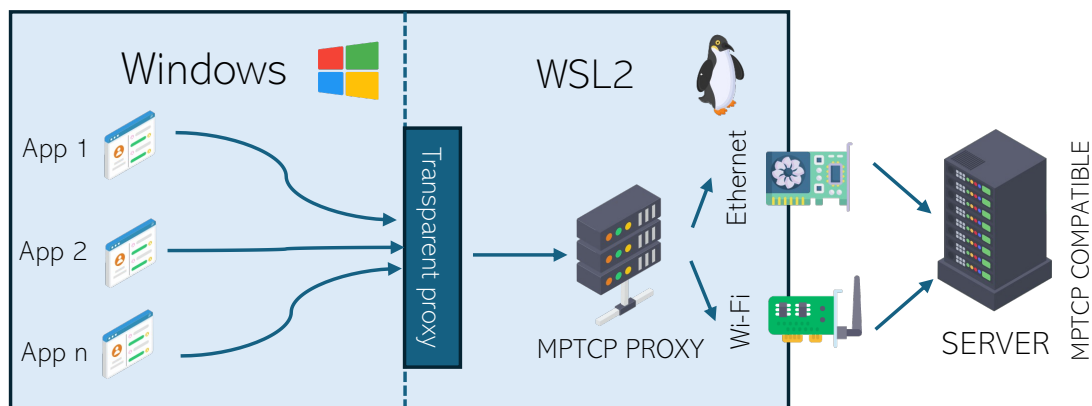 Windows
WSL2
App 1
App 2
App n
Transparent proxy
MPTCP PROXY
Ethernet
Wi-Fi
SERVER
MPTCP COMPATIBLE